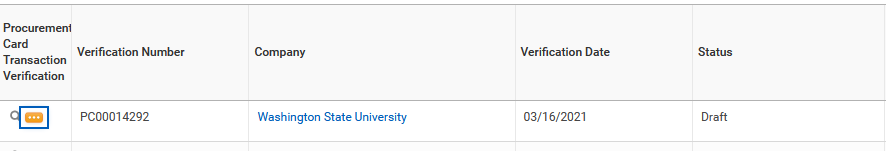 Procurement
Card
Transaction
Verification
Verification Number
Company
Verification Date
Status
PC00014292
Washington State University
03/16/2021
Draft